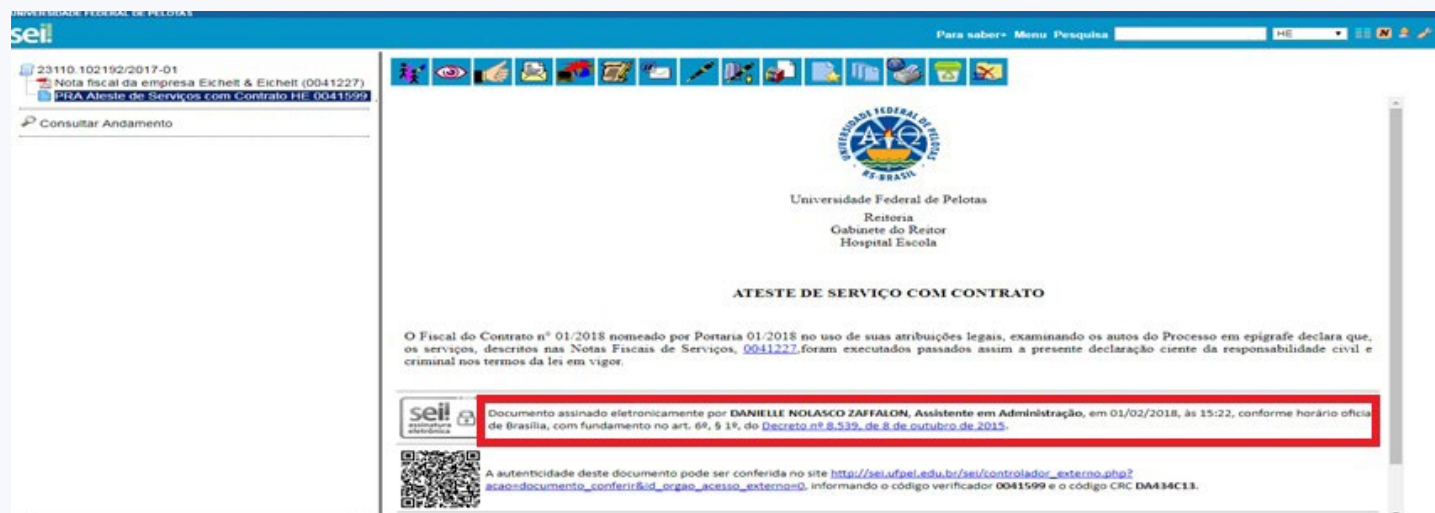 UNIVERSIDADE FEDERAL DE PELOTAS
sei!
Para saber+ Menu Pesquisa
HE
23110.102192/2017-01
Nota fiscal da empresa Eichelt & Eichelt (0041227)
PRA Ateste de Serviços com Contrato HE 0041599
Consultar Andamento
UNIVERSIDADE FEDERAL DE PELOTAS
RS-BRASIL
Universidade Federal de Pelotas
Reitoria
Gabinete do Reitor
Hospital Escola
ATESTE DE SERVIÇO COM CONTRATO
O Fiscal do Contrato n° 01/2018 nomeado por Portaria 01/2018 no uso de suas atribuições legais, examinando os autos do Processo em epígrafe declara que,
os serviços, descritos nas Notas Fiscais de Serviços, 0041227,foram executados passados assim a presente declaração ciente da responsabilidade civil e
criminal nos termos da lei em vigor.
sei!
assinatura
eletrônica
Documento assinado eletronicamente por DANIELLE NOLASCO ZAFFALON, Assistente em Administração, em 01/02/2018, às 15:22, conforme horário oficia
de Brasília, com fundamento no art. 6º, § 1º, do Decreto nº 8.539, de 8 de outubro de 2015.
A autenticidade deste documento pode ser conferida no site http://sei.ufpel.edu.br/sei/controlador_externo.php?
acao=documento_conferir&id_orgao_acesso_externo=0, informando o código verificador 0041599 e o código CRC DA434C13.